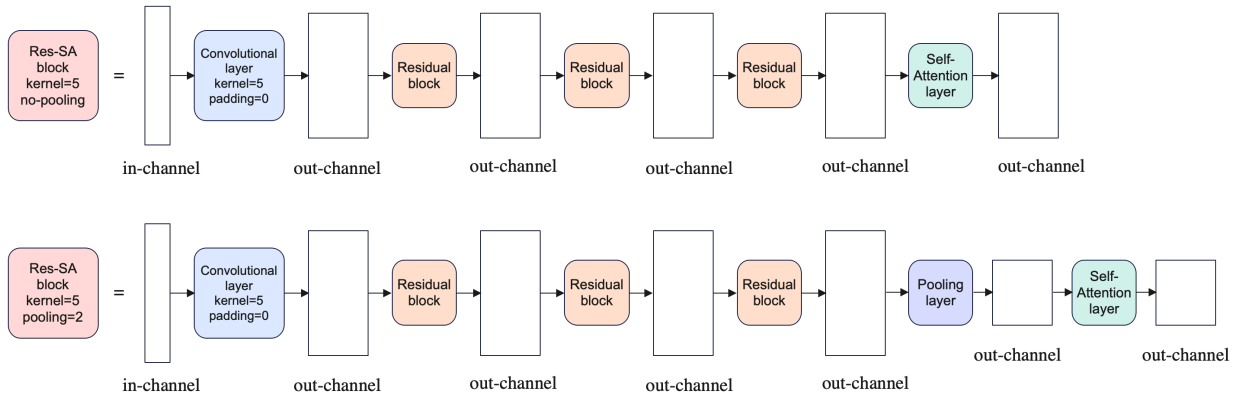 Res-SA
block
kernel=5
no-pooling
=
Convolutional
layer
kernel=5
padding=0
Residual
block
Residual
block
Residual
block
Self-
Attention
layer
in-channel
out-channel
out-channel
out-channel
out-channel
out-channel
Res-SA
block
kernel=5
pooling=2
=
Convolutional
layer
kernel=5
padding=0
Residual
block
Residual
block
Residual
block
Pooling
layer
Self-
Attention
layer
in-channel
out-channel
out-channel
out-channel
out-channel
out-channel
out-channel